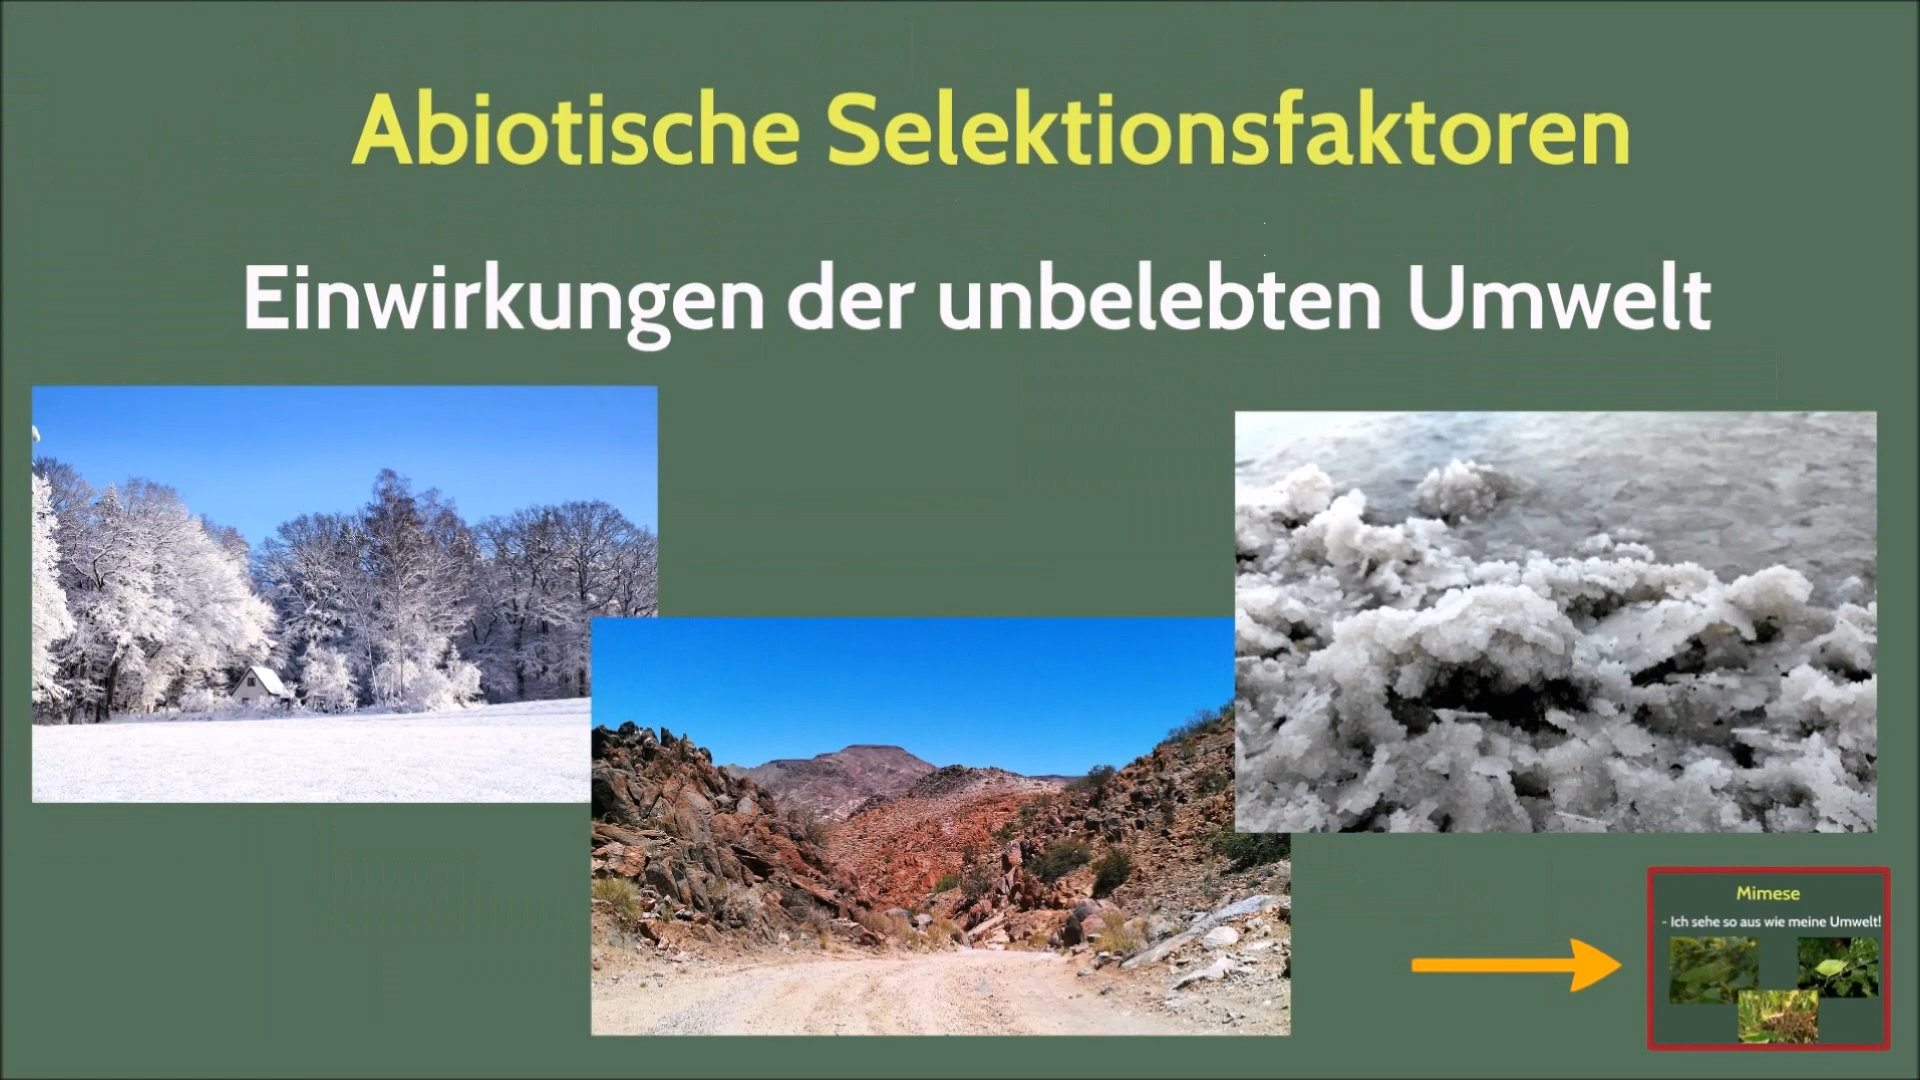 Abiotische Selektionsfaktoren
Einwirkungen der unbelebten Umwelt
Mimese
- Ich sehe so aus wie meine Umwelt!